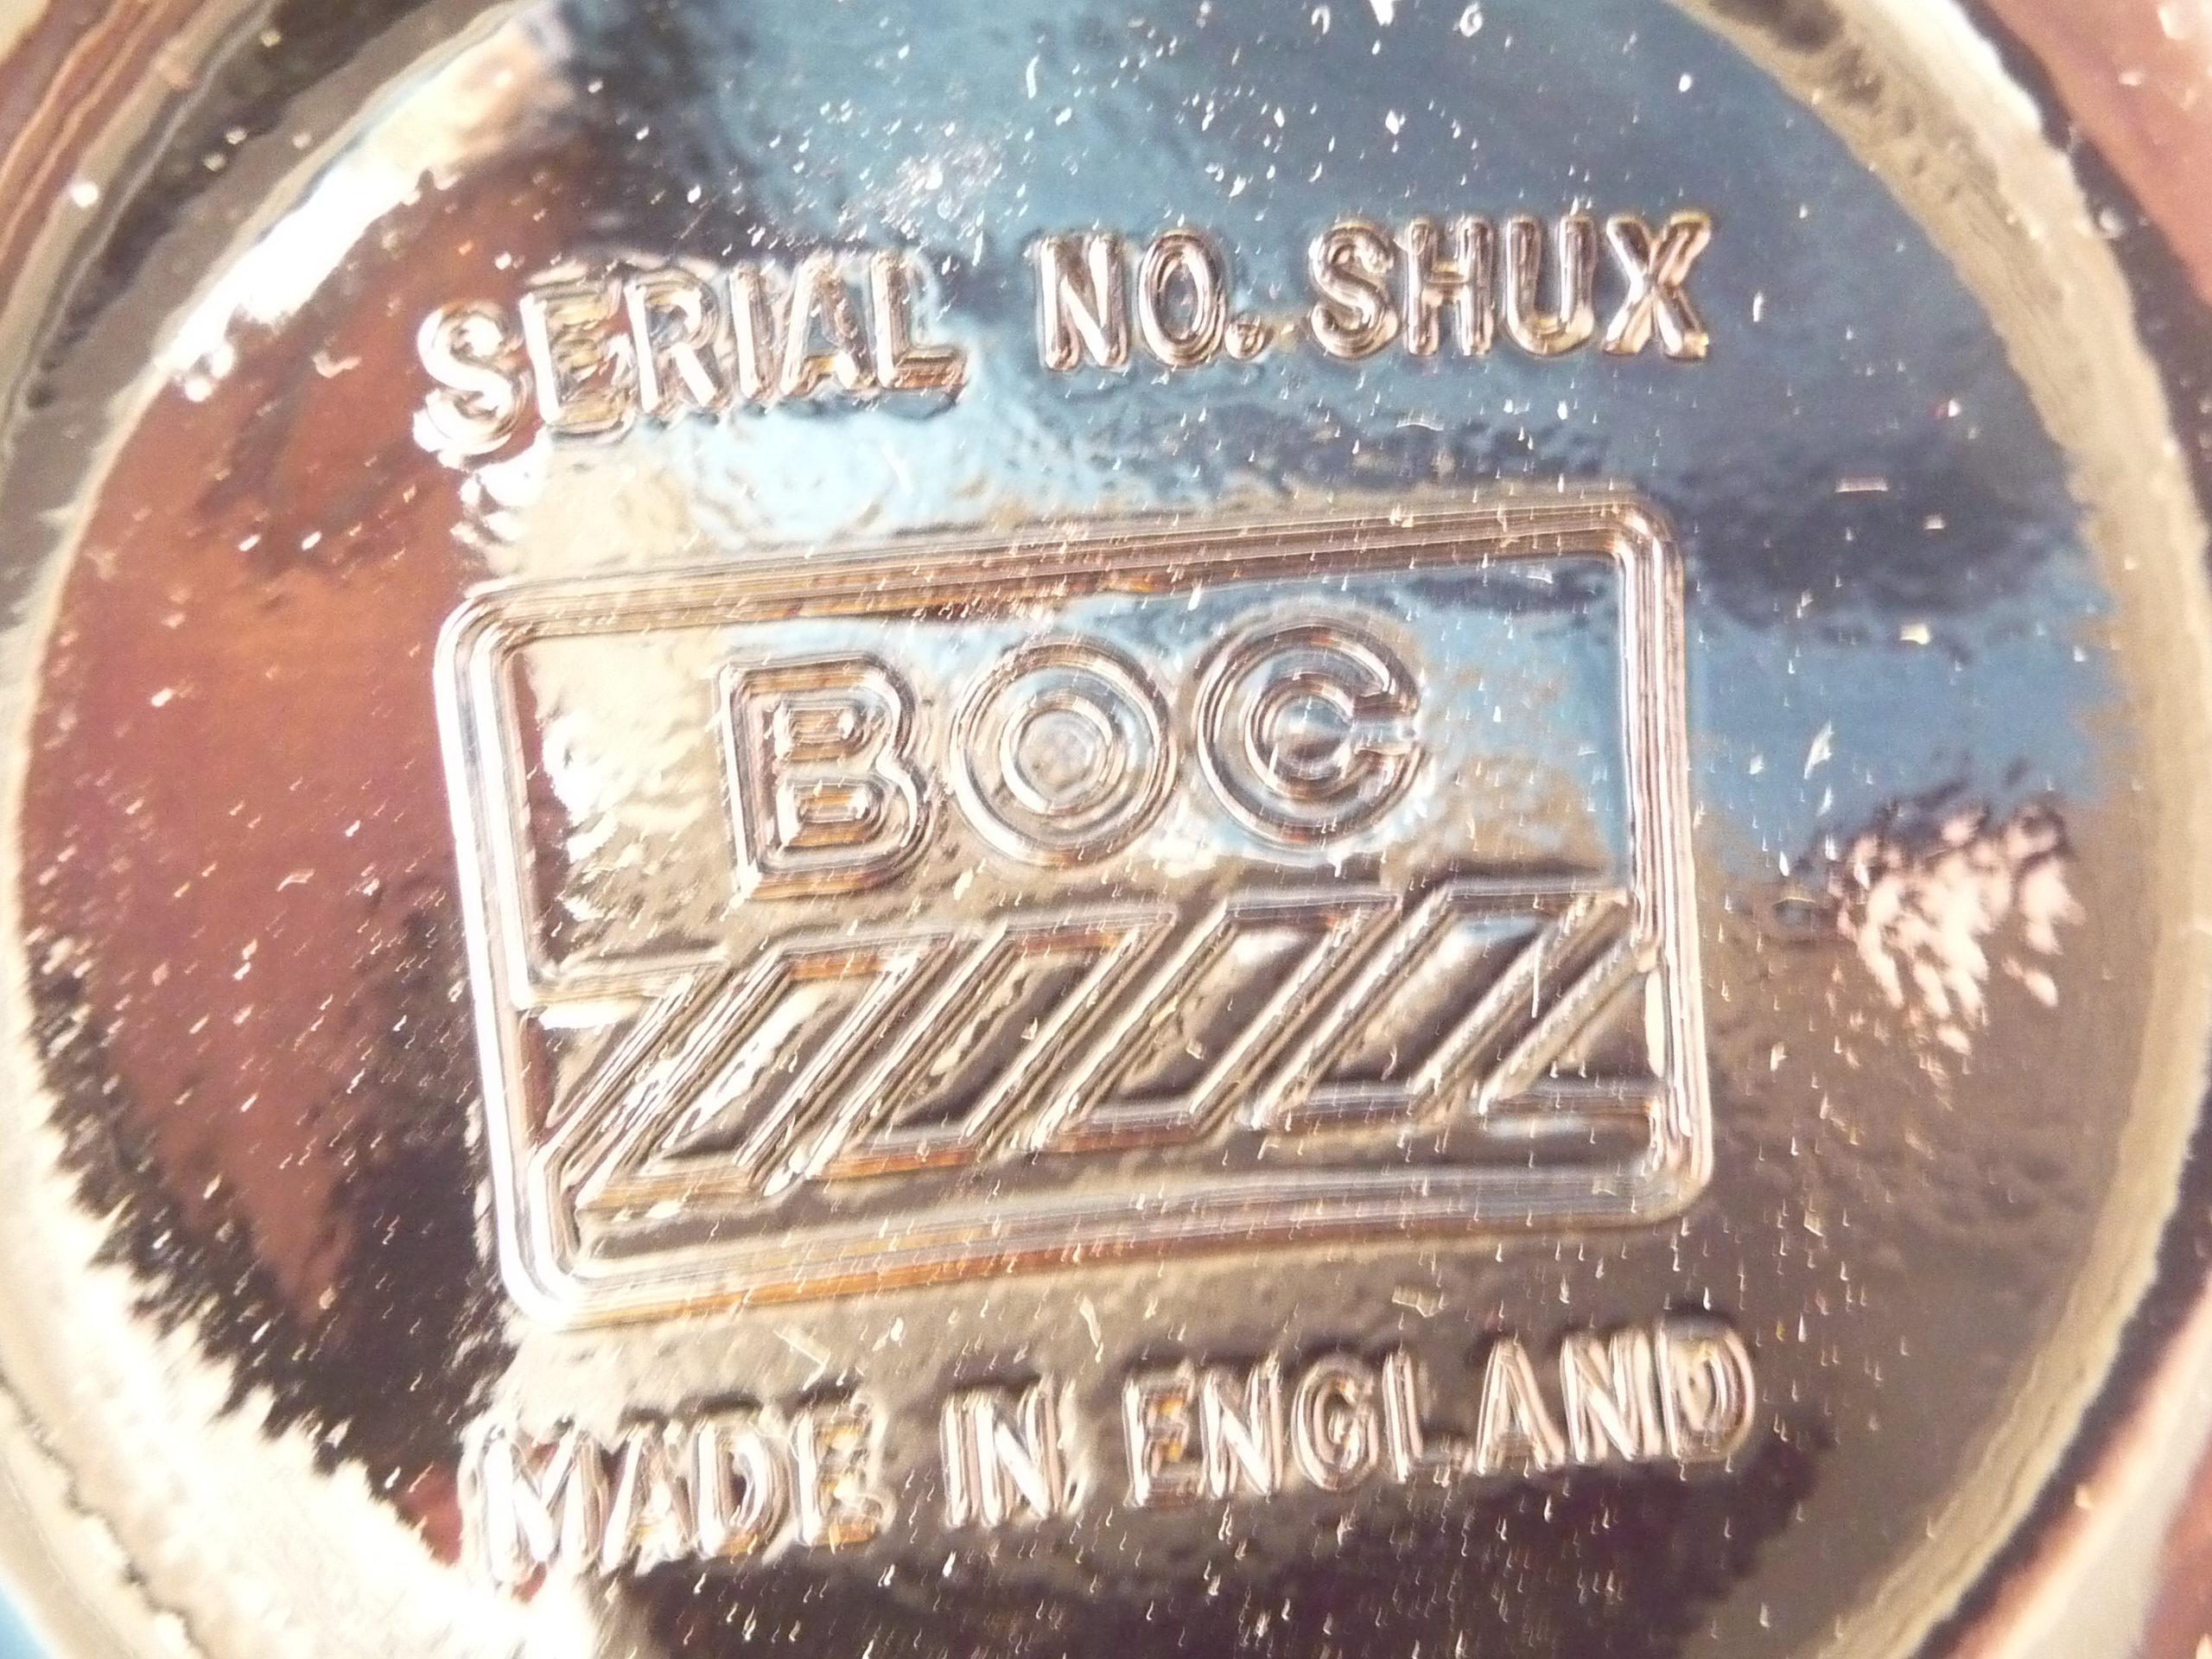 SERIAL NO. SHUX
BOC
MADE IN ENGLAND